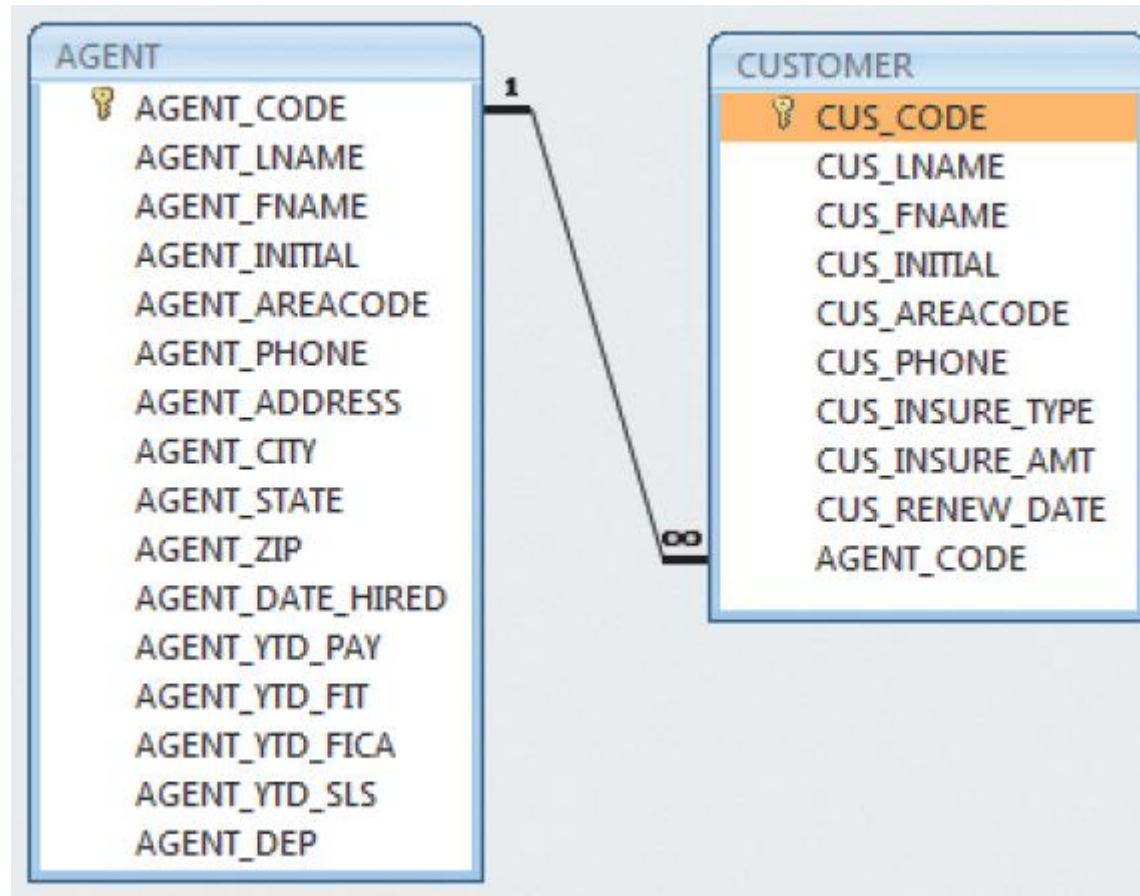 AGENT
AGENT_CODE
AGENT_LNAME
AGENT_FNAME
AGENT_INITIAL
AGENT_AREACODE
AGENT_PHONE
AGENT_ADDRESS
AGENT_CITY
AGENT_STATE
AGENT_ZIP
AGENT_DATE_HIRED
AGENT_YTD_PAY
AGENT_YTD_FIT
AGENT_YTD_FICA
AGENT_YTD_SLS
AGENT_DEP
1
∞
CUSTOMER
CUS_CODE
CUS_LNAME
CUS_FNAME
CUS_INITIAL
CUS_AREACODE
CUS_PHONE
CUS_INSURE_TYPE
CUS_INSURE_AMT
CUS_RENEW_DATE
AGENT_CODE